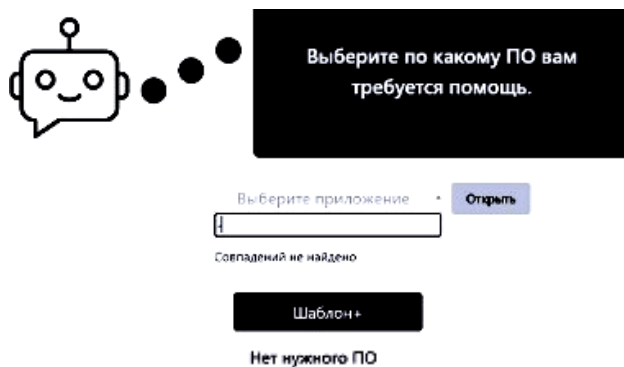 Выберите по какому ПО вам
требуется помощь.
Выберите приложение
Открыть
Совпадений не найдено
Шаблон+
Нет нужного ПО